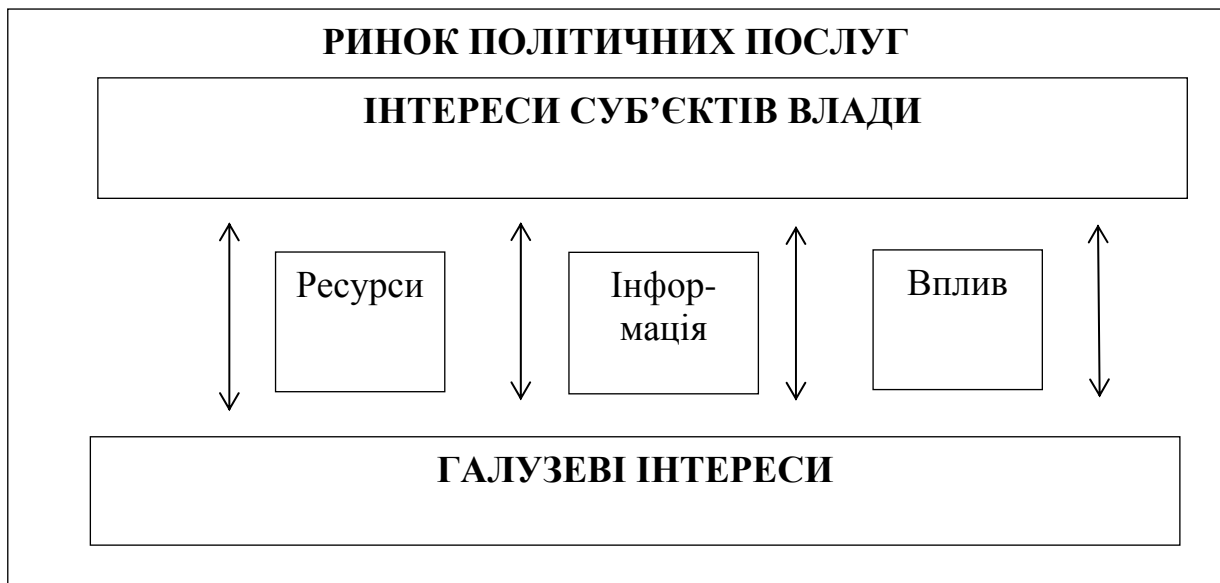 РИНОК ПОЛІТИЧНИХ ПОСЛУГ
ІНТЕРЕСИ СУБ’ЄКТІВ ВЛАДИ
Ресурси
Інфор-
мація
Вплив
ГАЛУЗЕВІ ІНТЕРЕСИ